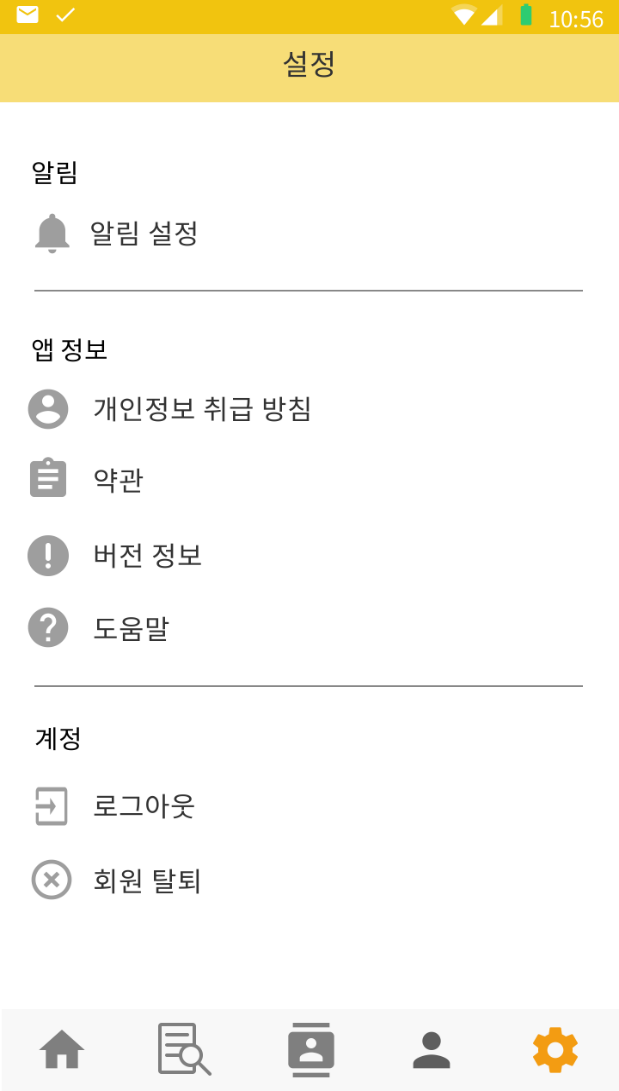 10:56
설정
알림
알림 설정
앱 정보
개인정보 취급 방침
약관
버전 정보
도움말
계정
로그아웃
회원 탈퇴